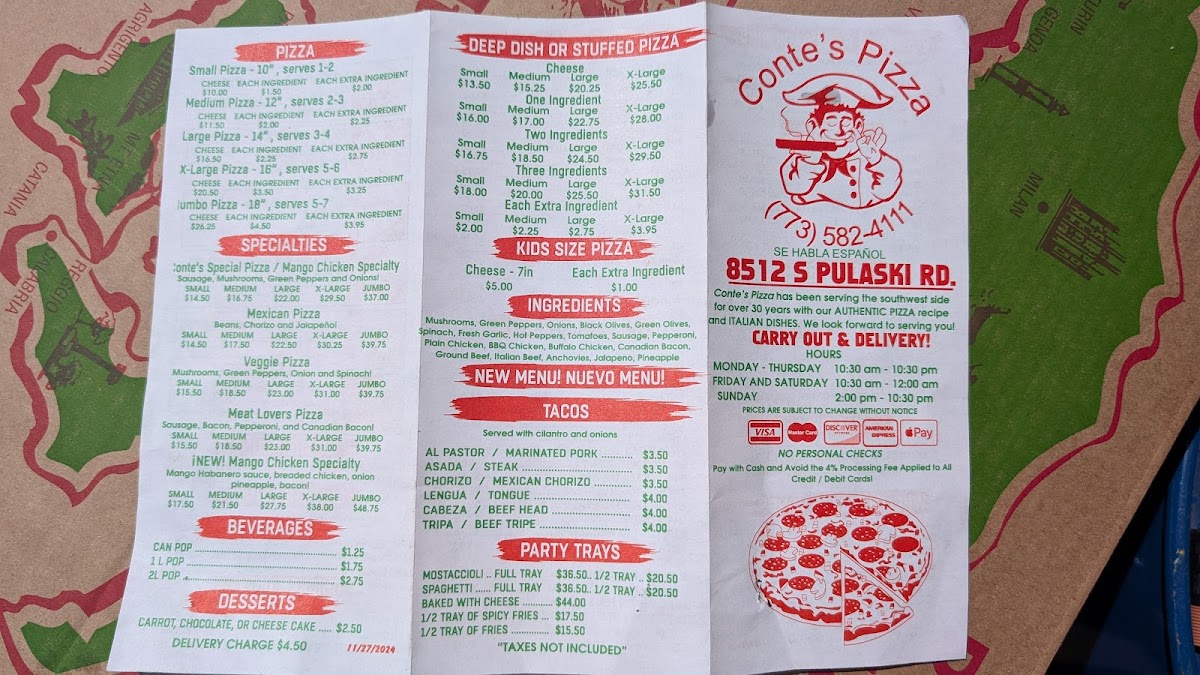 PIZZA
Small Pizza - 10", serves 1-2
CHEESE EACH INGREDIENT EACH EXTRA INGREDIENT
$10.00 $1.50 $2.00
Medium Pizza - 12", serves 2-3
CHEESE EACH INGREDIENT EACH EXTRA INGREDIENT
$11.50 $2.00 $2.25
Large Pizza - 14", serves 3-4
CHEESE EACH INGREDIENT EACH EXTRA INGREDIENT
$16.50 $2.25 $2.75
X-Large Pizza - 16", serves 5-6
CHEESE EACH INGREDIENT EACH EXTRA INGREDIENT
$20.50 $3.50 $3.25
Jumbo Pizza - 18", serves 5-7
CHEESE EACH INGREDIENT EACH EXTRA INGREDIENT
$26.25 $4.50 $3.95
SPECIALTIES
Conte's Special Pizza / Mango Chicken Specialty
Sausage, Mushrooms, Green Peppers and Onions!
SMALL MEDIUM LARGE X-LARGE JUMBO
$14.50 $16.75 $22.00 $29.50 $37.00
Mexican Pizza
Beans, Chorizo and Jalapeño!
SMALL MEDIUM LARGE X-LARGE JUMBO
$14.50 $17.50 $22.50 $30.25 $39.75
Veggie Pizza
Mushrooms, Green Peppers, Onion and Spinach!
SMALL MEDIUM LARGE X-LARGE JUMBO
$15.50 $18.50 $23.00 $31.00 $39.75
Meat Lovers Pizza
Sausage, Bacon, Pepperoni, and Canadian Bacon!
SMALL MEDIUM LARGE X-LARGE JUMBO
$15.50 $18.50 $23.00 $31.00 $39.75
¡NEW! Mango Chicken Specialty
Mango Habanero sauce, breaded chicken, onion
pineapple, bacon!
SMALL MEDIUM LARGE X-LARGE JUMBO
$17.50 $21.50 $27.75 $38.00 $48.75
BEVERAGES
CAN POP $1.25
1 L POP $1.75
2L POP $2.75
DESSERTS
CARROT, CHOCOLATE, OR CHEESE CAKE ..... $2.50
DELIVERY CHARGE $4.50 11/27/2024
DEEP DISH OR STUFFED PIZZA
Cheese
Small Medium Large X-Large
$13.50 $15.25 $20.25 $25.50
One Ingredient
Small Medium Large X-Large
$16.00 $17.00 $22.75 $28.00
Two Ingredients
Small Medium Large X-Large
$16.75 $18.50 $24.50 $29.50
Three Ingredients
Small Medium Large X-Large
$18.00 $20.00 $25.50 $31.50
Each Extra Ingredient
Small Medium Large X-Large
$2.00 $2.25 $2.75 $3.95
KIDS SIZE PIZZA
Cheese - 7in Each Extra Ingredient
$5.00 $1.00
INGREDIENTS
Mushrooms, Green Peppers, Onions, Black Olives, Green Olives,
Spinach, Fresh Garlic, Hot Peppers, Tomatoes, Sausage, Pepperoni,
Plain Chicken, BBQ Chicken, Buffalo Chicken, Canadian Bacon,
Ground Beef, Italian Beef, Anchovies, Jalapeno, Pineapple
NEW MENU! NUEVO MENU!
TACOS
Served with cilantro and onions
AL PASTOR / MARINATED PORK ......... $3.50
ASADA / STEAK ......... $3.50
CHORIZO / MEXICAN CHORIZO ......... $3.50
LENGUA / TONGUE ......... $4.00
CABEZA / BEEF HEAD ......... $4.00
TRIPA / BEEF TRIPE ......... $4.00
PARTY TRAYS
MOSTACCIOLI .. FULL TRAY $36.50.. 1/2 TRAY .. $20.50
SPAGHETTI ...... FULL TRAY $36.50.. 1/2 TRAY .. $20.50
BAKED WITH CHEESE ........... $44.00
1/2 TRAY OF SPICY FRIES ... $17.50
1/2 TRAY OF FRIES .............. $15.50
"TAXES NOT INCLUDED"
Conte's Pizza
(773) 582-4111
SE HABLA ESPAÑOL
8512 S PULASKI RD.
Conte's Pizza has been serving the southwest side
for over 30 years with our AUTHENTIC PIZZA recipe
and ITALIAN DISHES. We look forward to serving you!
CARRY OUT & DELIVERY!
HOURS
MONDAY - THURSDAY 10:30 am - 10:30 pm
FRIDAY AND SATURDAY 10:30 am - 12:00 am
SUNDAY 2:00 pm - 10:30 pm
PRICES ARE SUBJECT TO CHANGE WITHOUT NOTICE
VISA MasterCard DISCOVER AMERICAN EXPRESS Pay
NO PERSONAL CHECKS
Pay with Cash and Avoid the 4% Processing Fee Applied to All
Credit / Debit Cards!
AGRIGENTO
CATANIA
REGGIO
CALABRIA
MILAN
GENOA